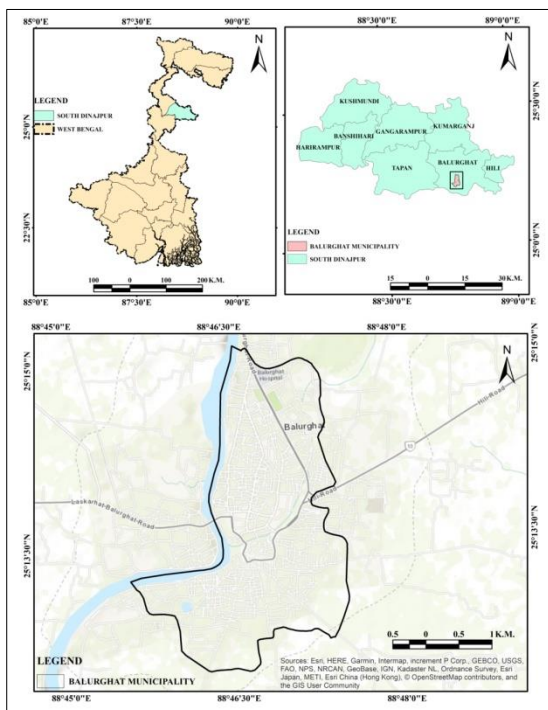 85°0'E 87°30'E 90°0'E
N
LEGEND
SOUTH DINAJPUR
WEST BENGAL
25°0'N
22°30'N
100 0 100 200 K.M.
85°0'E 87°30'E 90°0'E
88°30'E 89°0'E
N
KUSHMUNDI
KUMARGANJ
GANGARAMPUR
BANSHIHARI
HARIRAMPUR
BALURGHAT
TAPAN
HILI
25°30'N
25°0'N
LEGEND
BALURGHAT MUNICIPALITY
SOUTH DINAJPUR
15 0 15 30 K.M.
88°30'E 89°0'E
88°45'0"E 88°46'30"E 88°48'0"E
N
25°15'0"N
25°15'0"N
Balurghat
Hospital
Balurgha
Hili-Road
Laskarhat-Balurghat-Road
25°13'30"N
25°13'30"N
0.5 0 0.5 1 K.M.
Sources: Esri, HERE, Garmin, Intermap, increment P Corp., GEBCO, USGS,
FAO, NPS, NRCAN, GeoBase, IGN, Kadaster NL, Ordnance Survey, Esri
Japan, METI, Esri China (Hong Kong), © OpenStreetMap contributors, and
the GIS User Community
LEGEND
BALURGHAT MUNICIPALITY
88°45'0"E 88°46'30"E 88°48'0"E